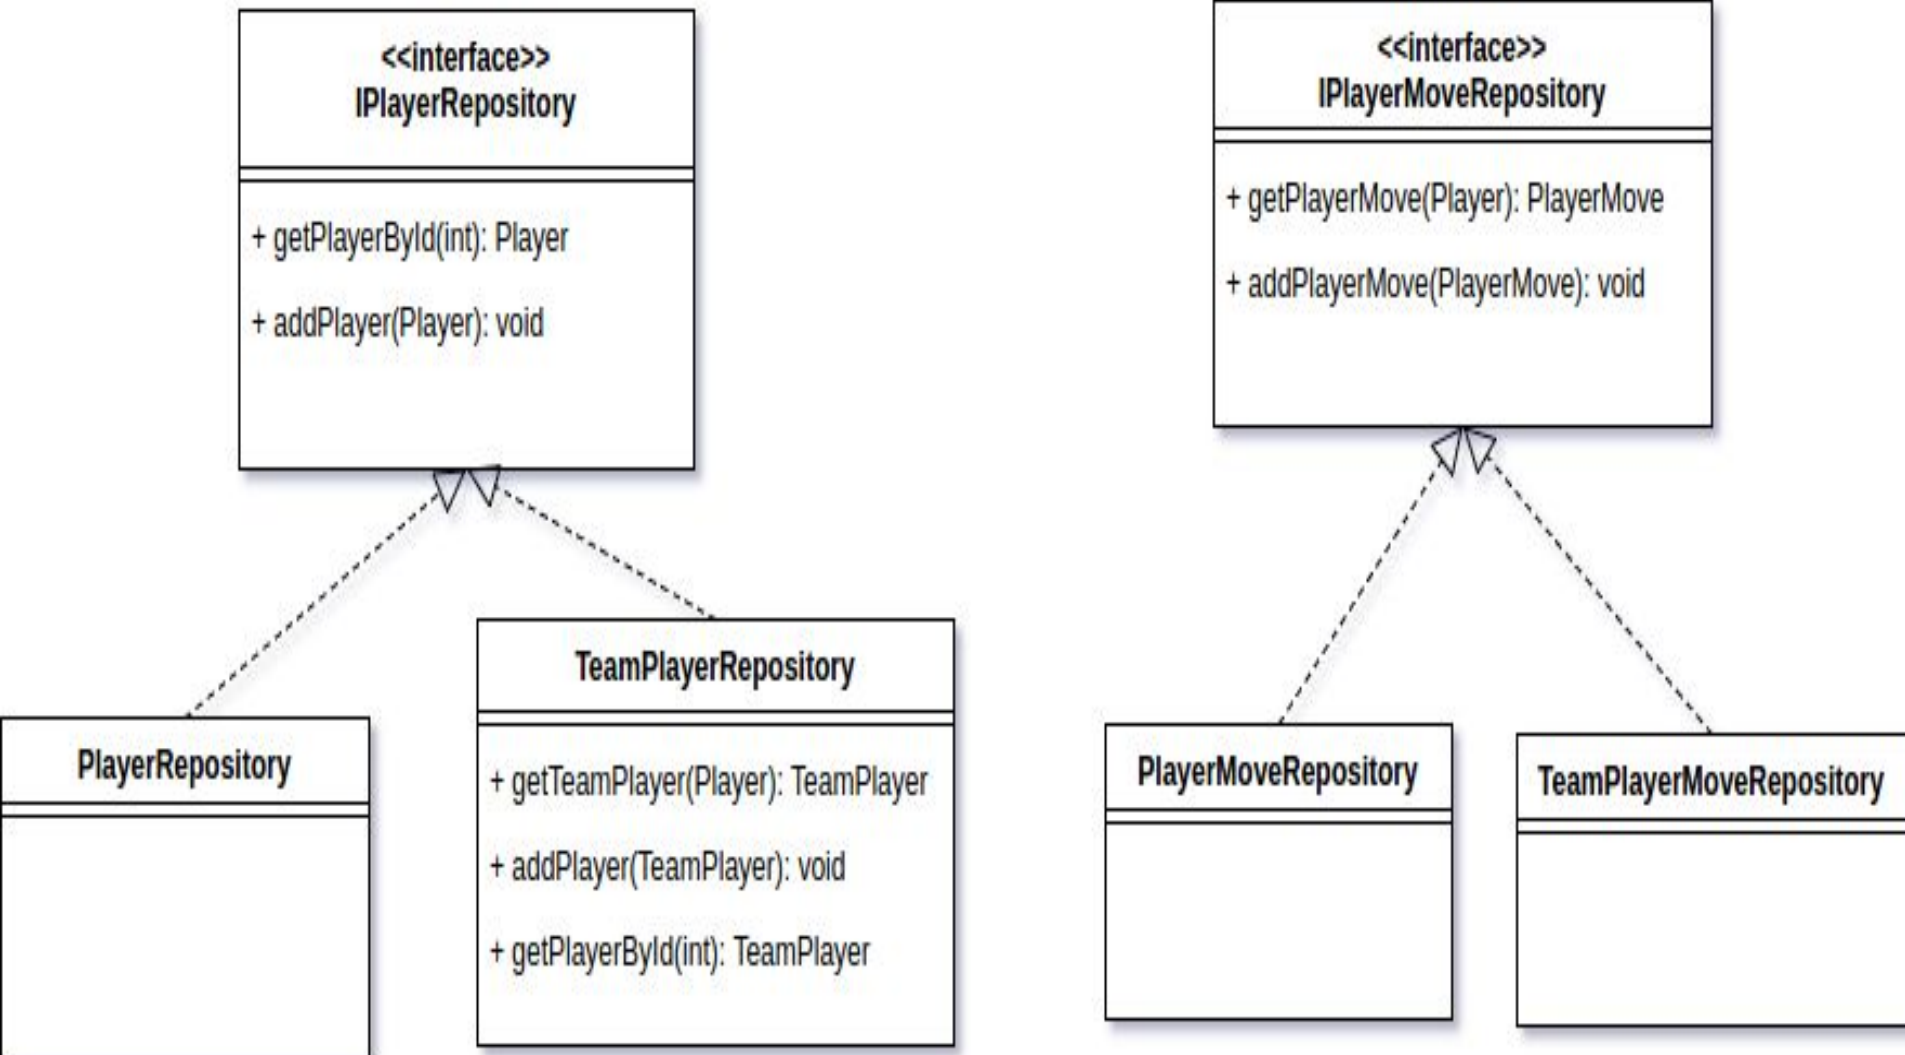 <<interface>>
IPlayerRepository
+ getPlayerById(int): Player
+ addPlayer(Player): void
<<interface>>
IPlayerMoveRepository
+ getPlayerMove(Player): PlayerMove
+ addPlayerMove(PlayerMove): void
PlayerRepository
TeamPlayerRepository
+ getTeamPlayer(Player): TeamPlayer
+ addPlayer(TeamPlayer): void
+ getPlayerById(int): TeamPlayer
PlayerMoveRepository
TeamPlayerMoveRepository